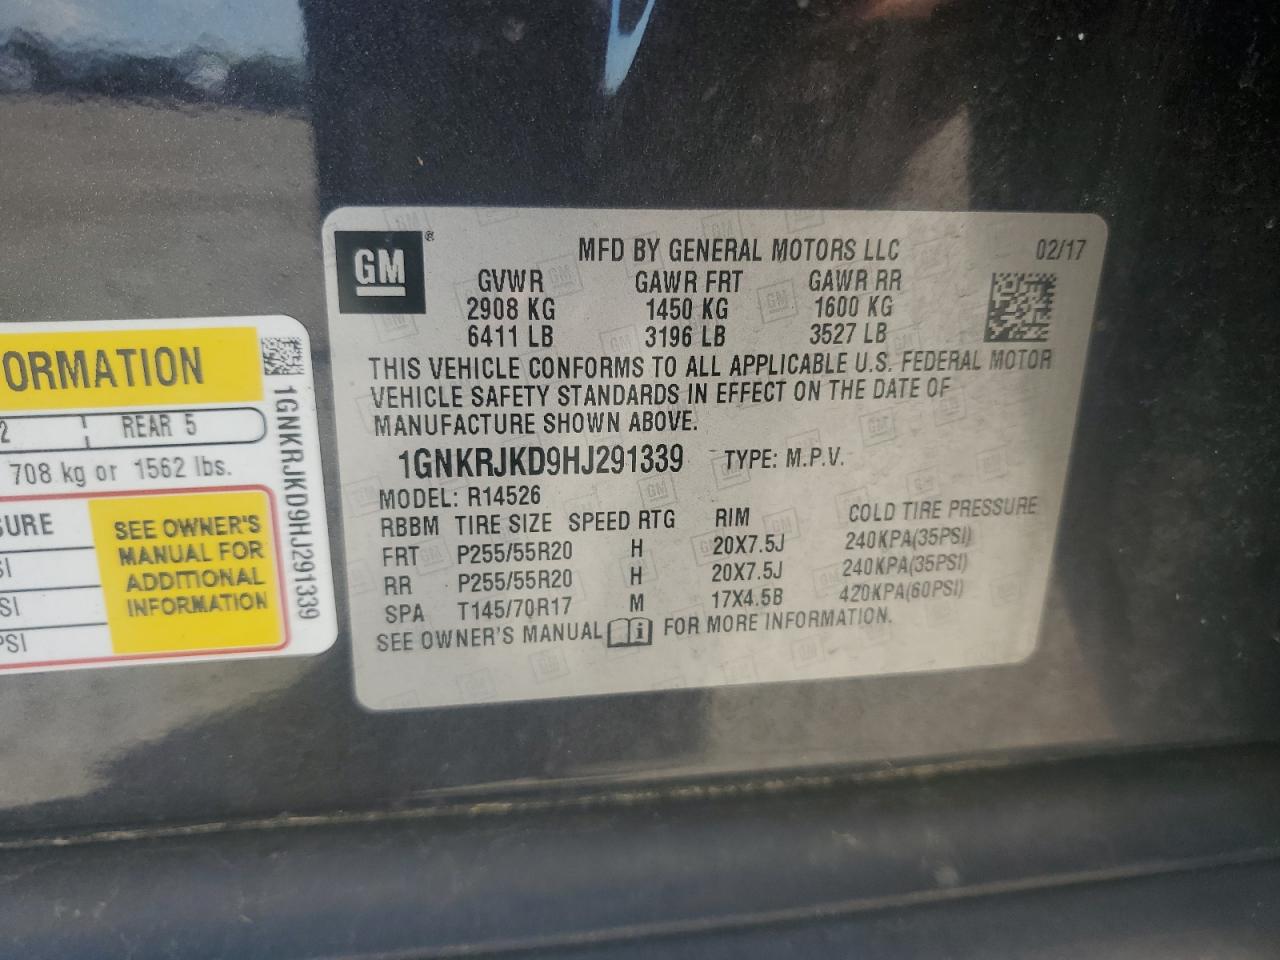 GM ®
MFD BY GENERAL MOTORS LLC 02/17
GVWR GAWR FRT GAWR RR
2908 KG 1450 KG 1600 KG
6411 LB 3196 LB 3527 LB
THIS VEHICLE CONFORMS TO ALL APPLICABLE U.S. FEDERAL MOTOR
VEHICLE SAFETY STANDARDS IN EFFECT ON THE DATE OF
MANUFACTURE SHOWN ABOVE.
1GNKRJKD9HJ291339 TYPE: M.P.V.
MODEL: R14526
RBBM TIRE SIZE SPEED RTG RIM COLD TIRE PRESSURE
FRT P255/55R20 H 20X7.5J 240KPA(35PSI)
RR P255/55R20 H 20X7.5J 240KPA(35PSI)
SPA T145/70R17 M 17X4.5B 420KPA(60PSI)
SEE OWNER'S MANUAL i FOR MORE INFORMATION.
ORMATION
2 REAR 5
708 kg or 1562 lbs.
SURE
SI
SI
PSI
SEE OWNER'S
MANUAL FOR
ADDITIONAL
INFORMATION
1GNKRJKD9HJ291339